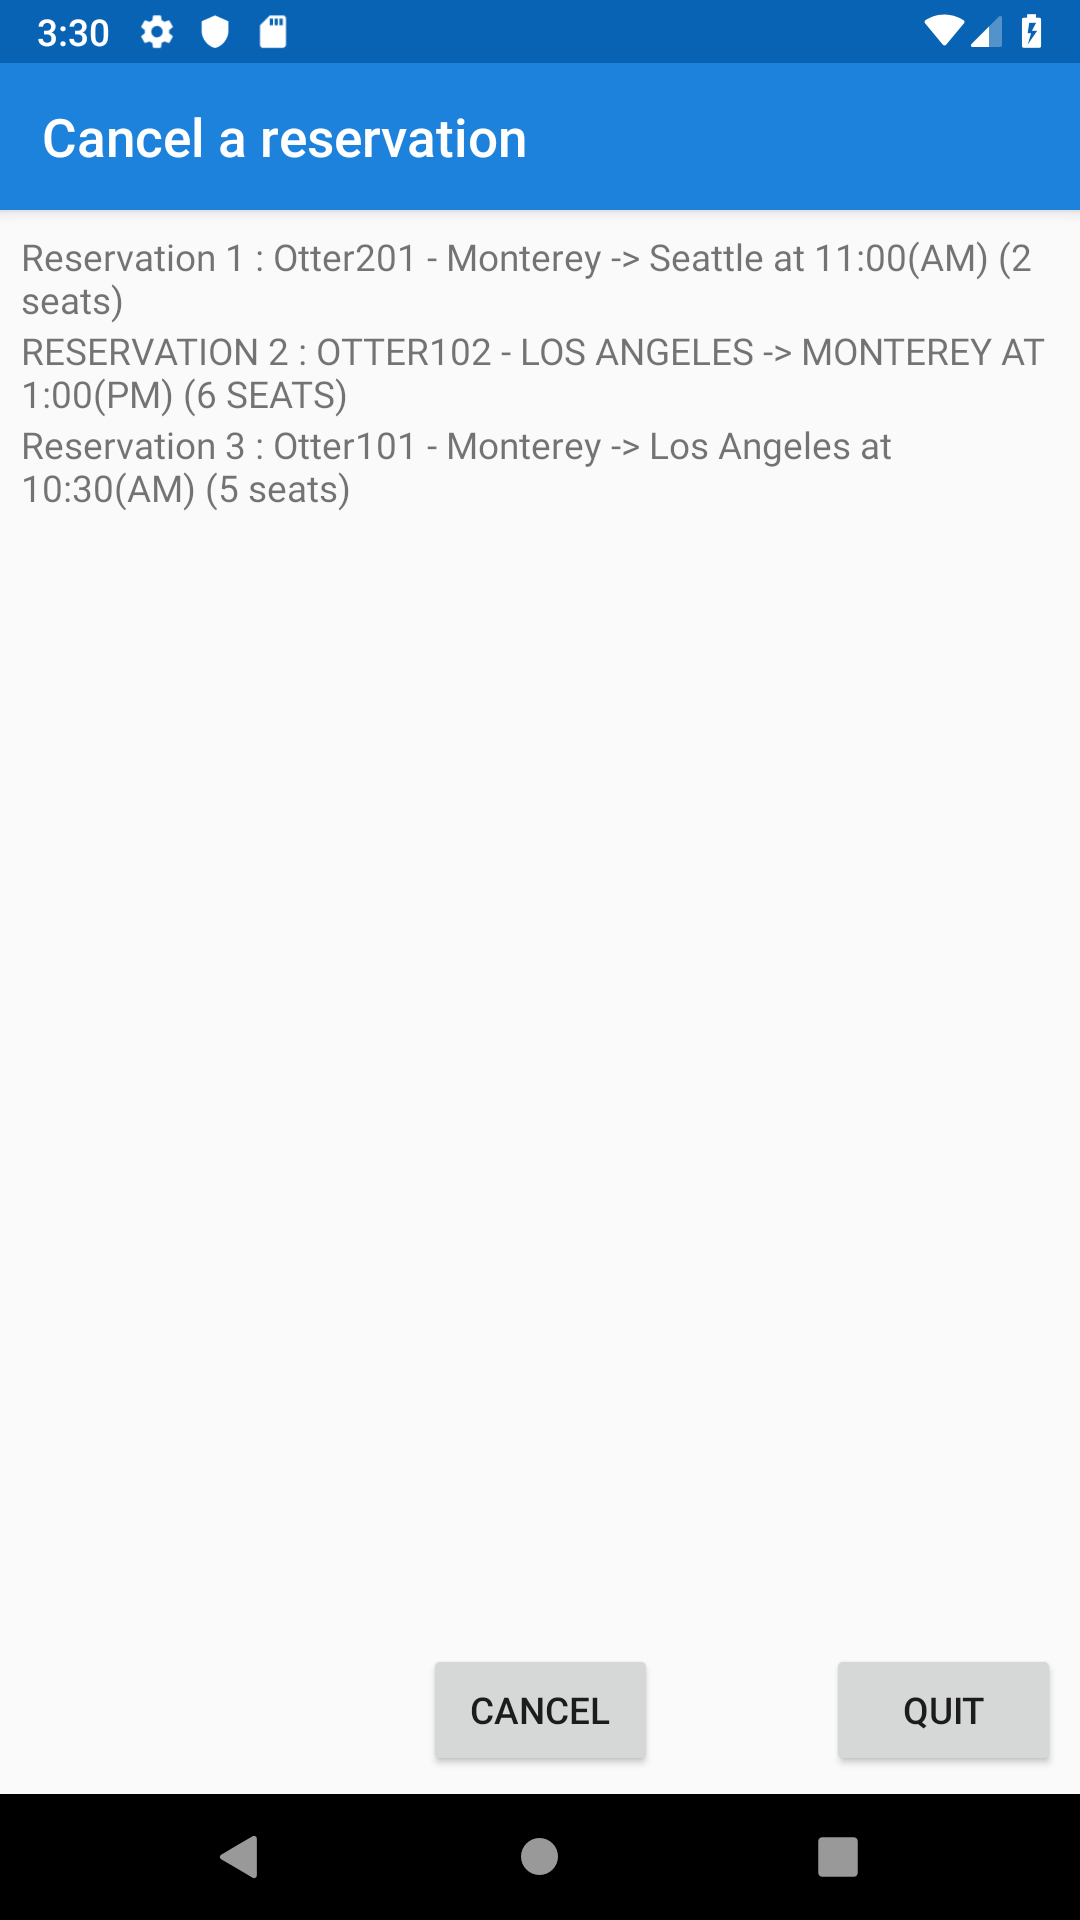 3:30
Cancel a reservation
Reservation 1 : Otter201 - Monterey -> Seattle at 11:00(AM) (2
seats)
RESERVATION 2 : OTTER102 - LOS ANGELES -> MONTEREY AT
1:00(PM) (6 SEATS)
Reservation 3 : Otter101 - Monterey -> Los Angeles at
10:30(AM) (5 seats)
CANCEL
QUIT